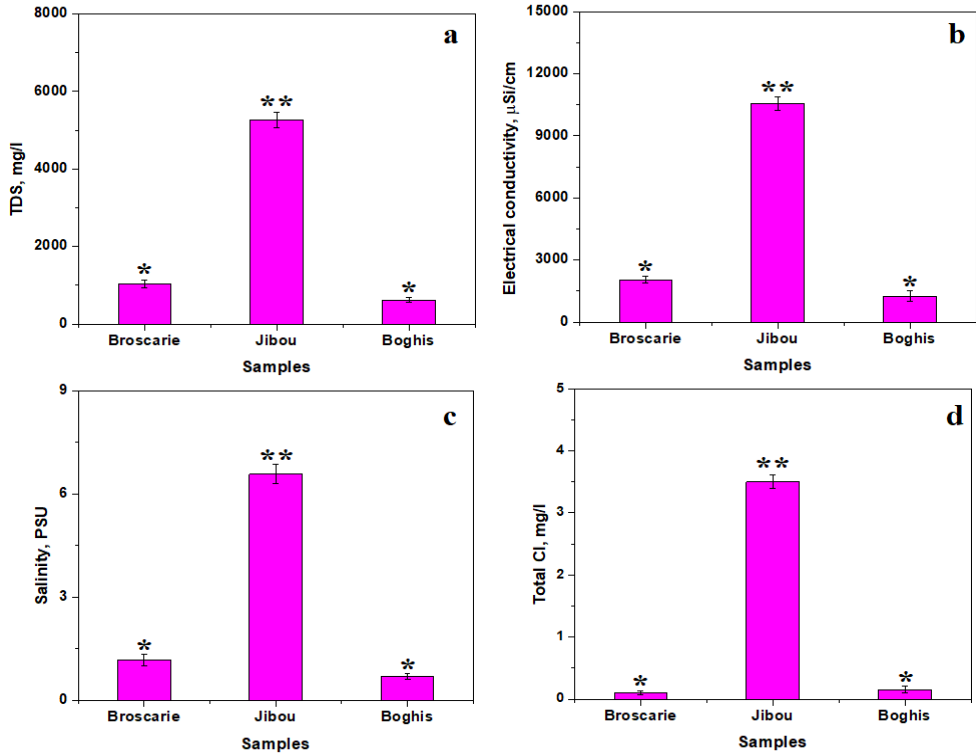 a
TDS, mg/l
8000
6000
4000
2000
0
*
**
*
Broscarie Jibou Boghis
Samples
b
Electrical conductivity, µSi/cm
15000
12000
9000
6000
3000
0
*
**
*
Broscarie Jibou Boghis
Samples
c
Salinity, PSU
9
6
3
0
*
**
*
Broscarie Jibou Boghis
Samples
d
Total Cl, mg/l
5
4
3
2
1
0
*
**
*
Broscarie Jibou Boghis
Samples